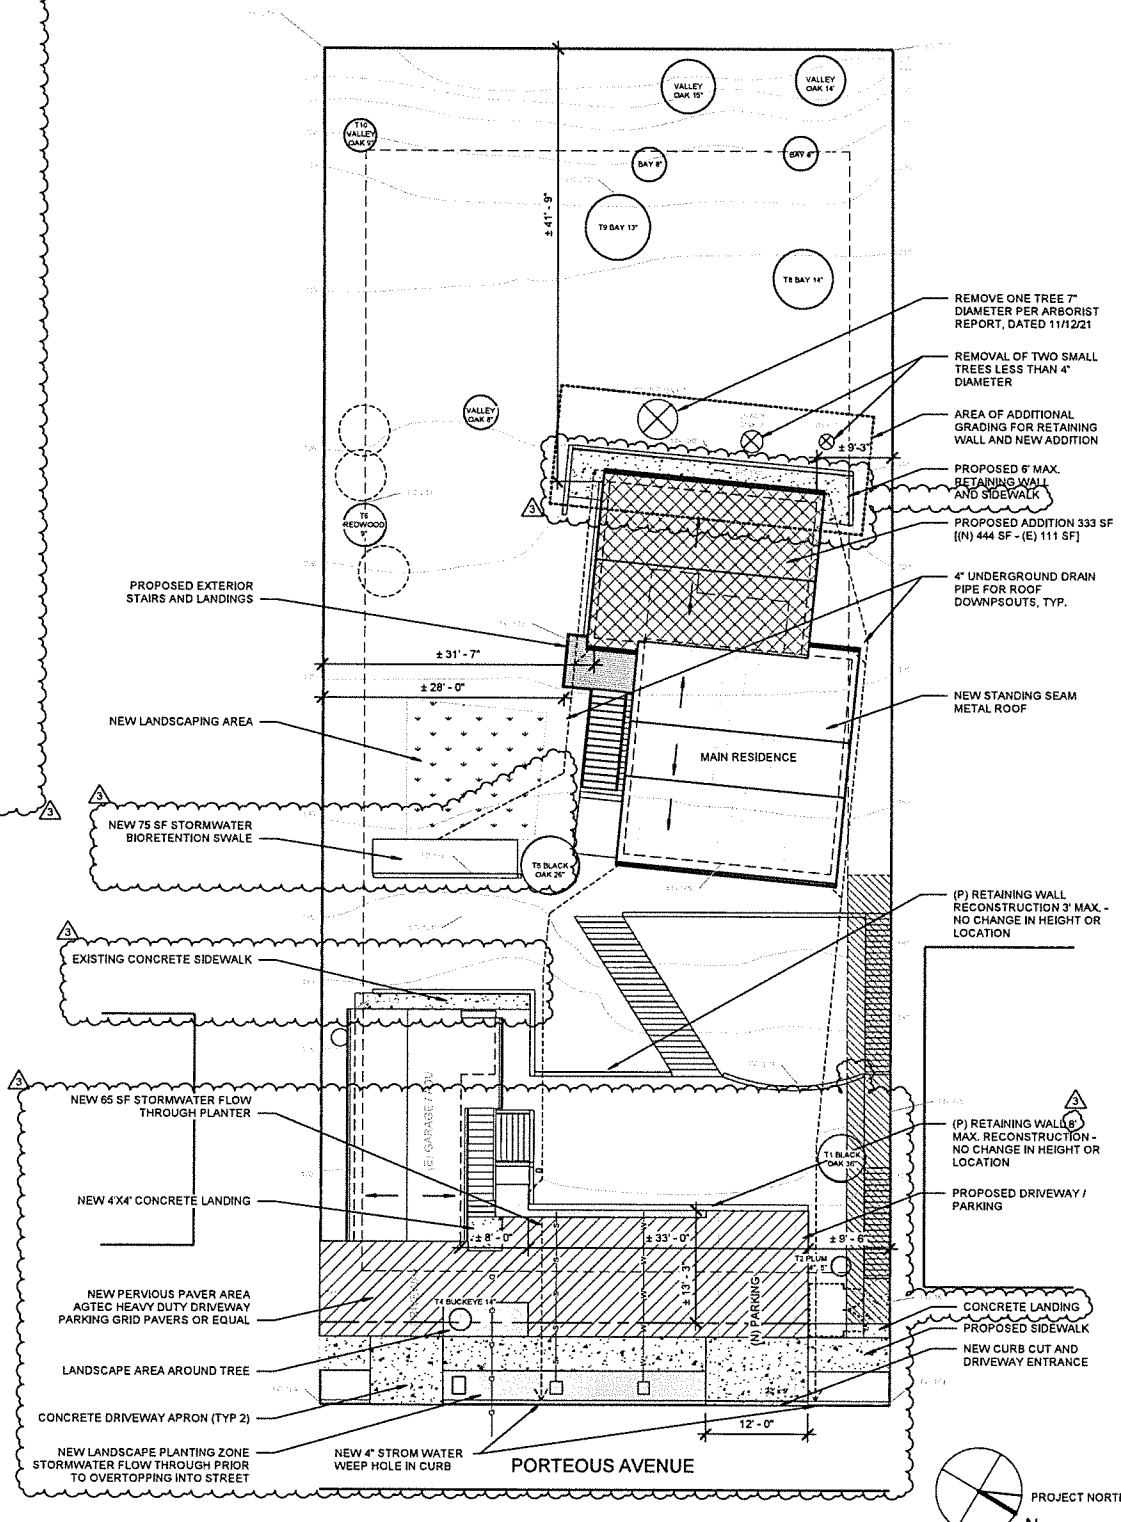 VALLEY
OAK 15"
VALLEY
OAK 14'
T10
VALLEY
OAK 9"
BAY 8"
BAY 6"
± 41' - 9"
T9 BAY 13"
T8 BAY 14"
REMOVE ONE TREE 7"
DIAMETER PER ARBORIST
REPORT, DATED 11/12/21
REMOVAL OF TWO SMALL
TREES LESS THAN 4"
DIAMETER
VALLEY
OAK 8"
AREA OF ADDITIONAL
GRADING FOR RETAINING
WALL AND NEW ADDITION
± 9'-3"
PROPOSED 6' MAX.
RETAINING WALL
AND SIDEWALK
3
T6
REDWOOD
9"
PROPOSED ADDITION 333 SF
[(N) 444 SF - (E) 111 SF]
4" UNDERGROUND DRAIN
PIPE FOR ROOF
DOWNPSOUTS, TYP.
PROPOSED EXTERIOR
STAIRS AND LANDINGS
± 31' - 7"
± 28' - 0"
NEW STANDING SEAM
METAL ROOF
NEW LANDSCAPING AREA
MAIN RESIDENCE
3
3
NEW 75 SF STORMWATER
BIORETENTION SWALE
T5 BLACK
OAK 26"
(P) RETAINING WALL
RECONSTRUCTION 3' MAX. -
NO CHANGE IN HEIGHT OR
LOCATION
3
EXISTING CONCRETE SIDEWALK
(E) GARAGE / ADU
3
NEW 65 SF STORMWATER FLOW
THROUGH PLANTER
3
(P) RETAINING WALL 8'
MAX. RECONSTRUCTION -
NO CHANGE IN HEIGHT OR
LOCATION
T1 BLACK
OAK 36"
NEW 4'X4' CONCRETE LANDING
PROPOSED DRIVEWAY /
PARKING
± 8' - 0"
± 33' - 0"
± 9' - 6"
± 13' - 3"
T2 PLUM
NEW PERVIOUS PAVER AREA
AGTEC HEAVY DUTY DRIVEWAY
PARKING GRID PAVERS OR EQUAL
T4 BUCKEYE 14"
(N) PARKING
CONCRETE LANDING
PROPOSED SIDEWALK
NEW CURB CUT AND
DRIVEWAY ENTRANCE
LANDSCAPE AREA AROUND TREE
CONCRETE DRIVEWAY APRON (TYP 2)
12' - 0"
NEW LANDSCAPE PLANTING ZONE
STORMWATER FLOW THROUGH PRIOR
TO OVERTOPPING INTO STREET
NEW 4" STROM WATER
WEEP HOLE IN CURB
PORTEOUS AVENUE
PROJECT NORTH